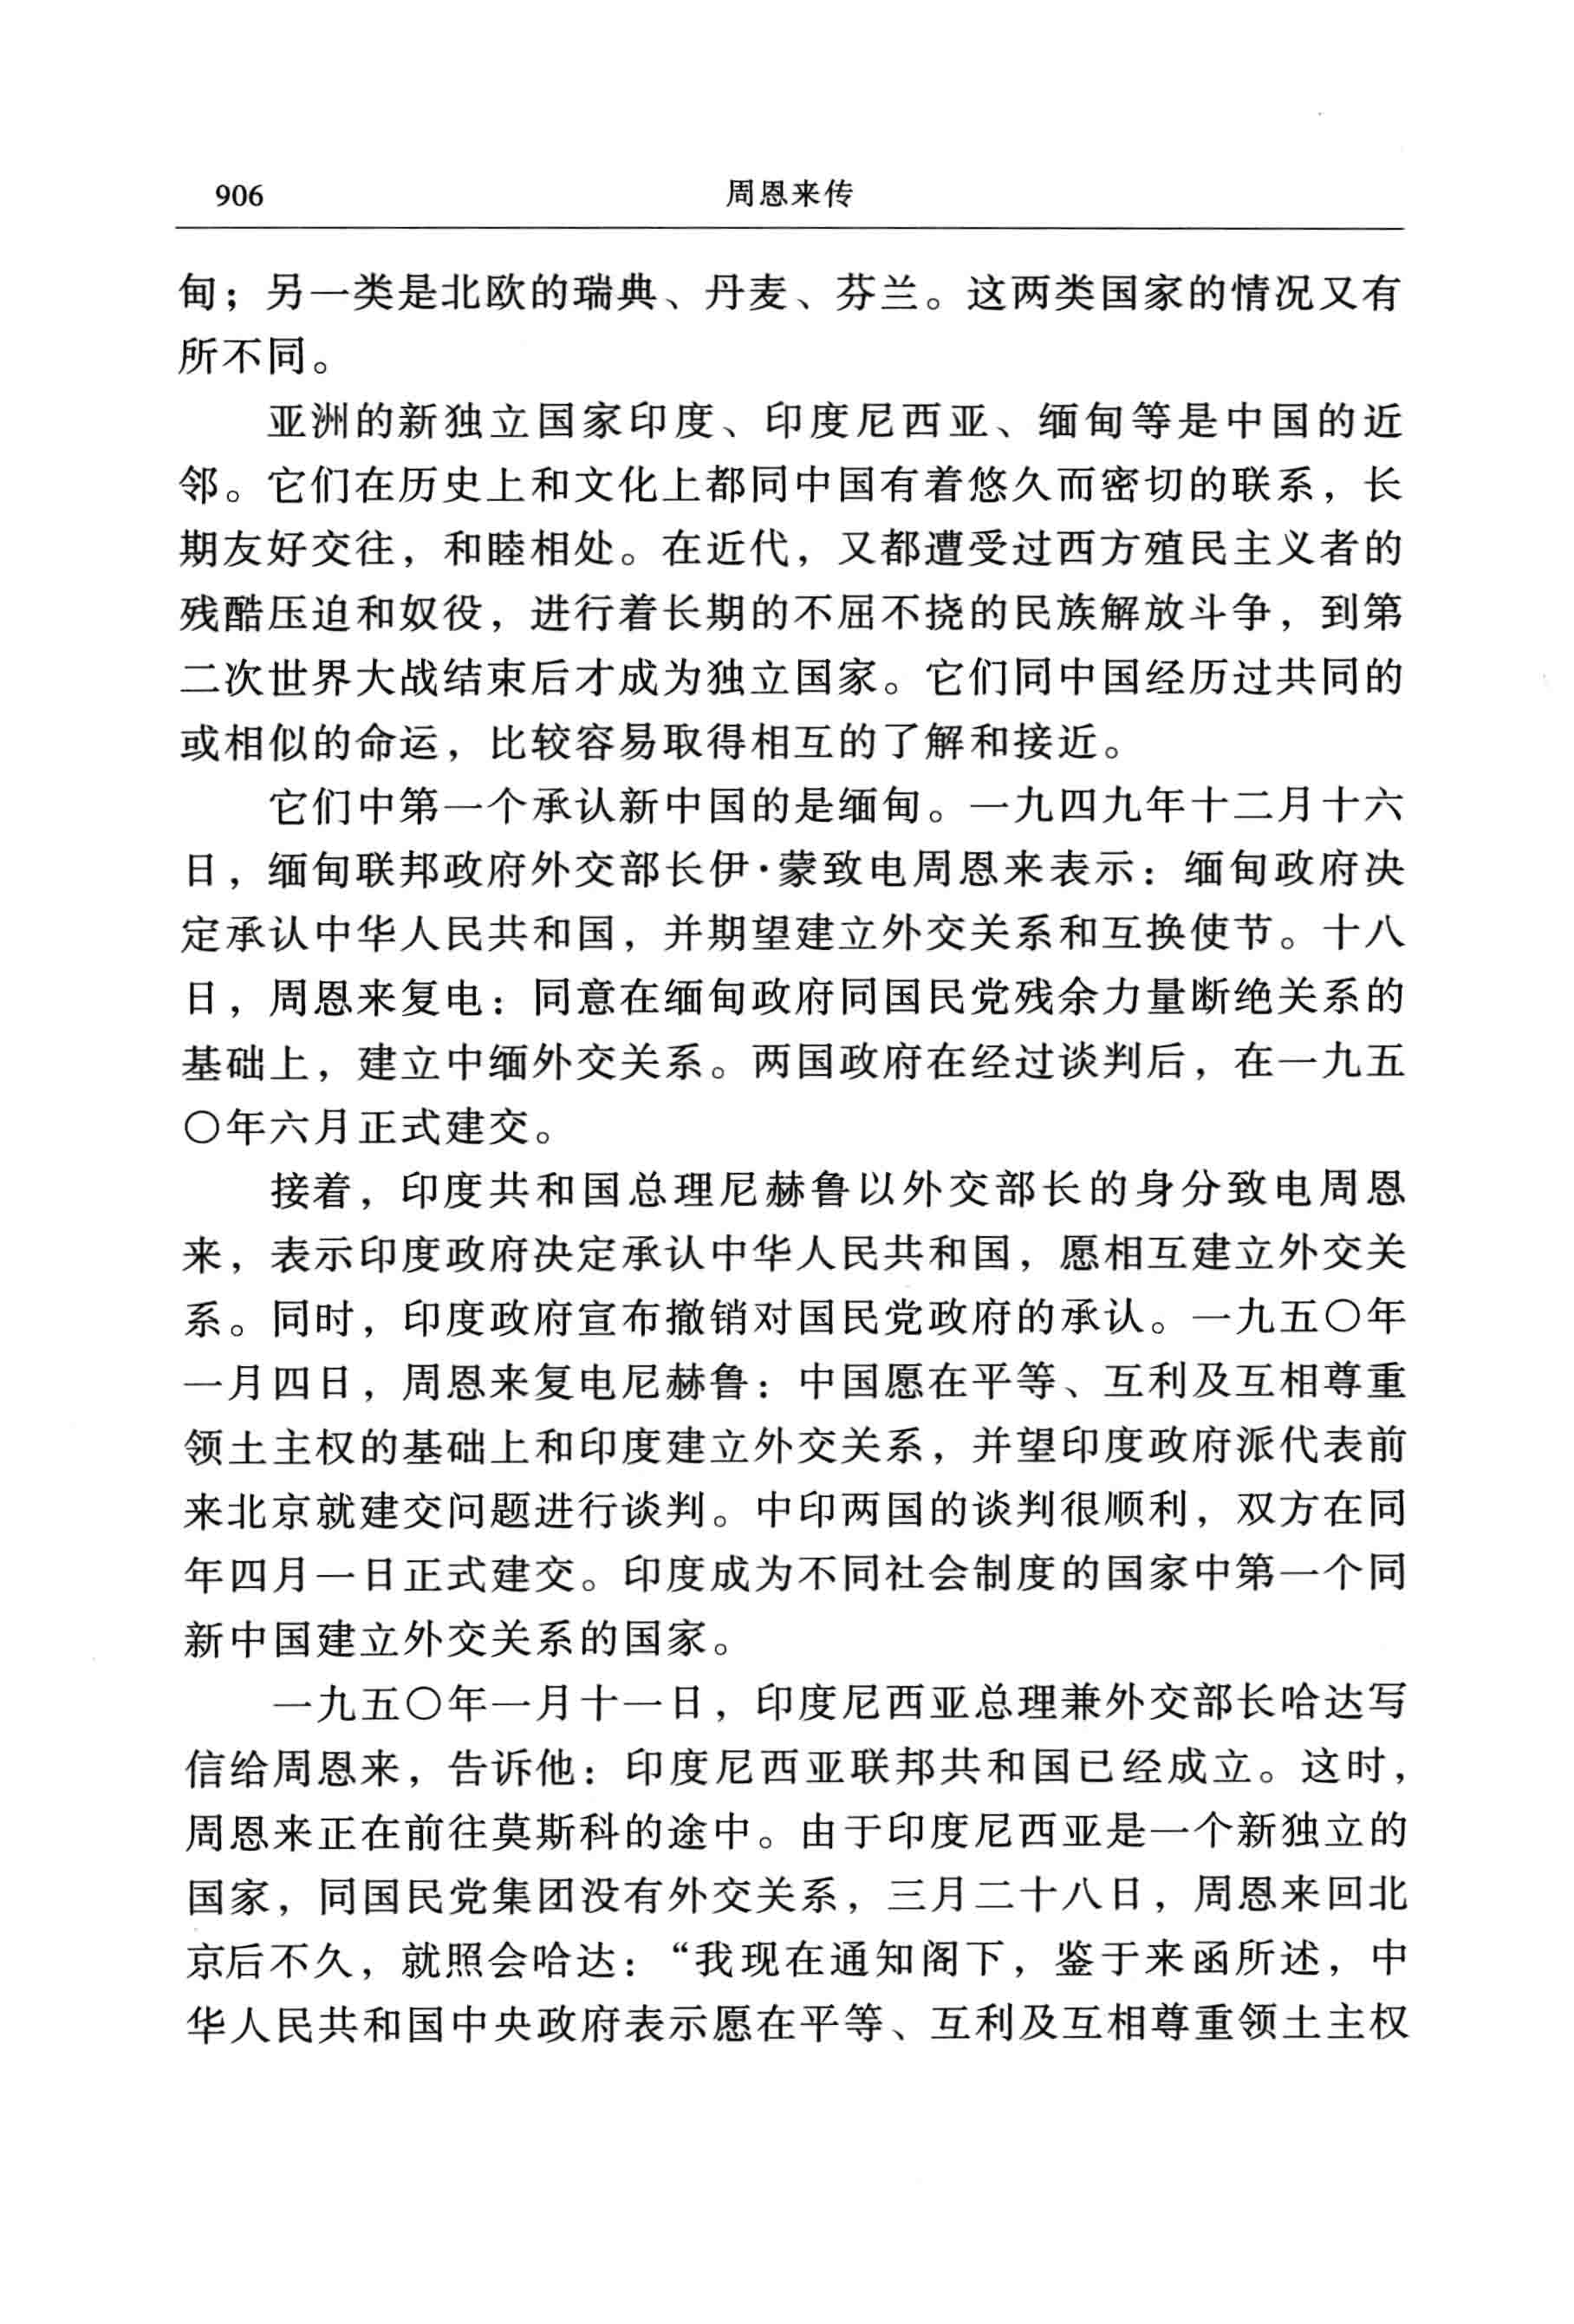 906
周恩来传
甸；另一类是北欧的瑞典、丹麦、芬兰。这两类国家的情况又有
所不同。
亚洲的新独立国家印度、印度尼西亚、缅甸等是中国的近
邻。它们在历史上和文化上都同中国有着悠久而密切的联系，长
期友好交往，和睦相处。在近代，又都遭受过西方殖民主义者的
残酷压迫和奴役，进行着长期的不屈不挠的民族解放斗争，到第
二次世界大战结束后才成为独立国家。它们同中国经历过共同的
或相似的命运，比较容易取得相互的了解和接近。
它们中第一个承认新中国的是缅甸。一九四九年十二月十六
日，缅甸联邦政府外交部长伊·蒙致电周恩来表示：缅甸政府决
定承认中华人民共和国，并期望建立外交关系和互换使节。十八
日，周恩来复电：同意在缅甸政府同国民党残余力量断绝关系的
基础上，建立中缅外交关系。两国政府在经过谈判后，在一九五
〇年六月正式建交。
接着，印度共和国总理尼赫鲁以外交部长的身分致电周恩
来，表示印度政府决定承认中华人民共和国，愿相互建立外交关
系。同时，印度政府宣布撤销对国民党政府的承认。一九五〇年
一月四日，周恩来复电尼赫鲁：中国愿在平等、互利及互相尊重
领土主权的基础上和印度建立外交关系，并望印度政府派代表前
来北京就建交问题进行谈判。中印两国的谈判很顺利，双方在同
年四月一日正式建交。印度成为不同社会制度的国家中第一个同
新中国建立外交关系的国家。
一九五〇年一月十一日，印度尼西亚总理兼外交部长哈达写
信给周恩来，告诉他：印度尼西亚联邦共和国已经成立。这时，
周恩来正在前往莫斯科的途中。由于印度尼西亚是一个新独立的
国家，同国民党集团没有外交关系，三月二十八日，周恩来回北
京后不久，就照会哈达：“我现在通知阁下，鉴于来函所述，中
华人民共和国中央政府表示愿在平等、互利及互相尊重领土主权